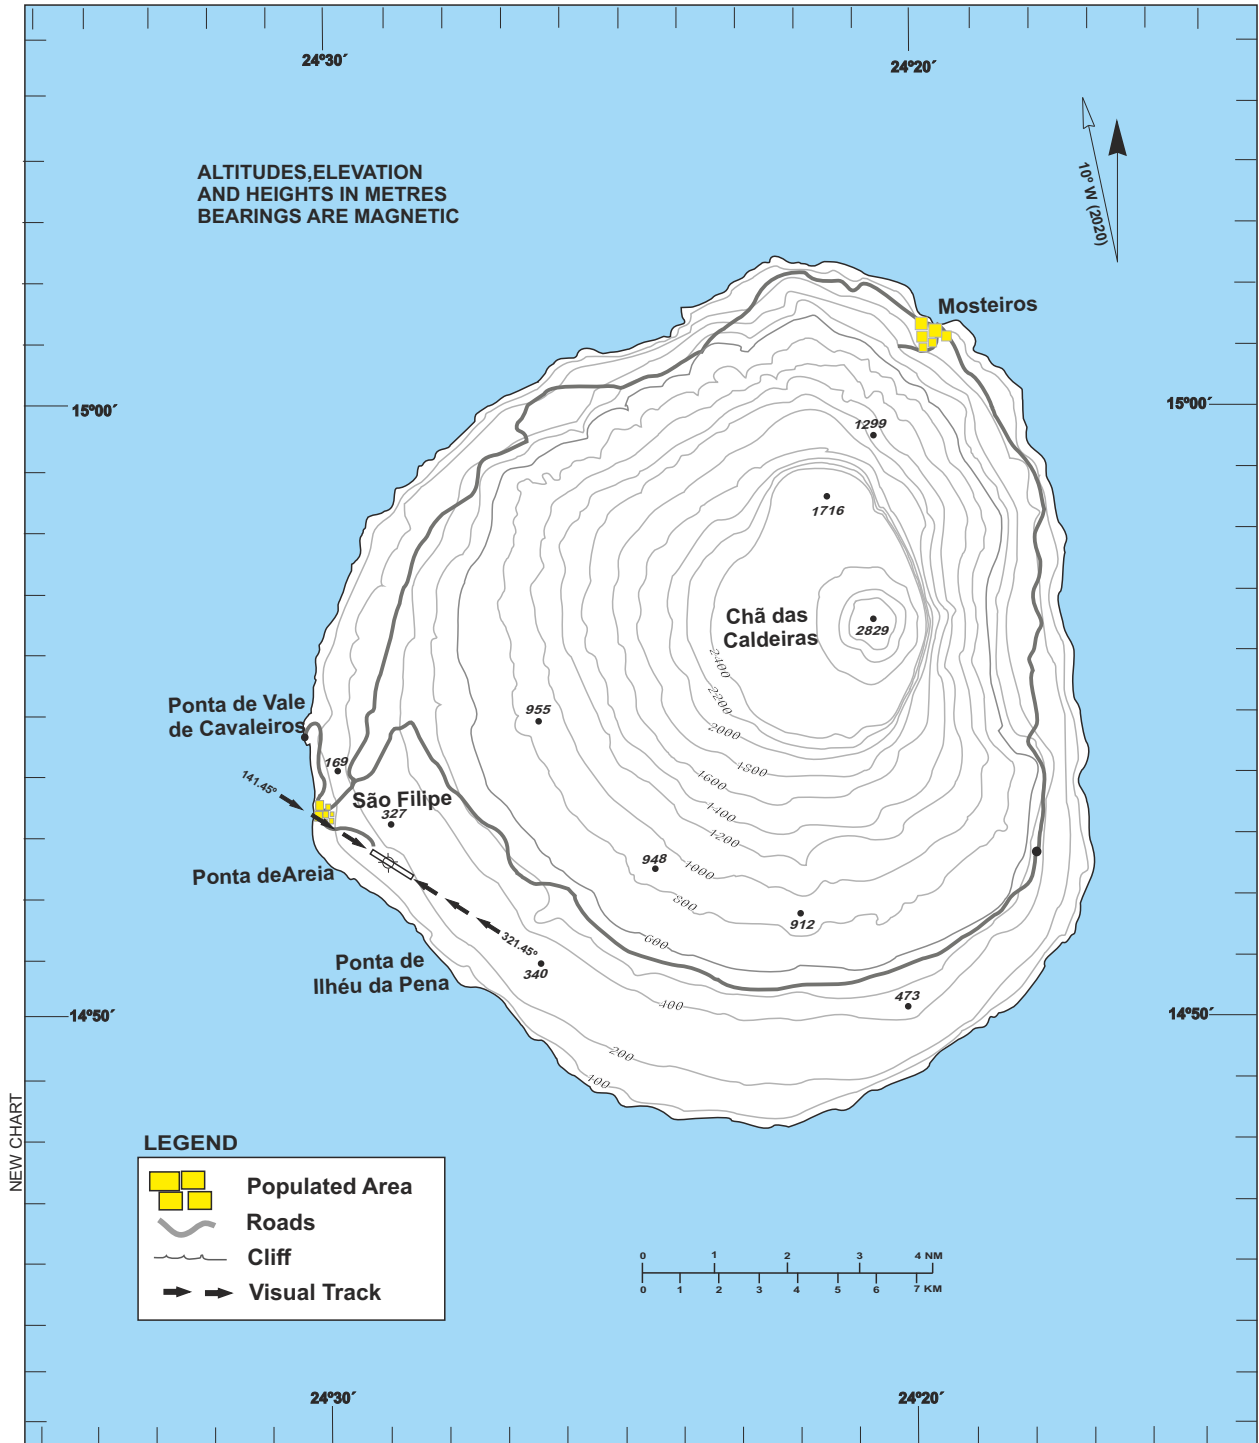 24º30´
24º20´
ALTITUDES,ELEVATION
AND HEIGHTS IN METRES
BEARINGS ARE MAGNETIC
10º W (2020)
Mosteiros
15º00´
15º00´
1299
1716
Chã das
Caldeiras
2829
2400
2200
2000
1800
1600
1400
1200
1000
800
600
400
200
100
Ponta de Vale
de Cavaleiros
955
169
141.45º
São Filipe
327
Ponta deAreia
948
912
321.45º
340
Ponta de
Ilhéu da Pena
473
14º50´
14º50´
NEW CHART
LEGEND
Populated Area
Roads
Cliff
Visual Track
0 1 2 3 4 NM
0 1 2 3 4 5 6 7 KM
24º30´
24º20´